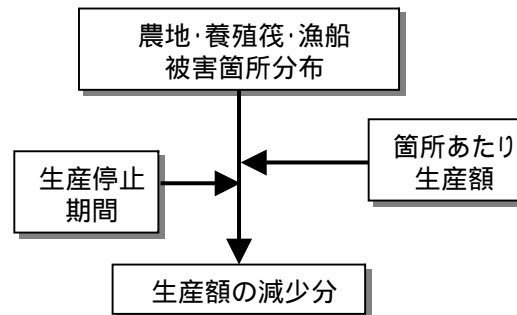 農地・養殖筏・漁船
被害箇所分布
箇所あたり
生産額
生産停止
期間
生産額の減少分